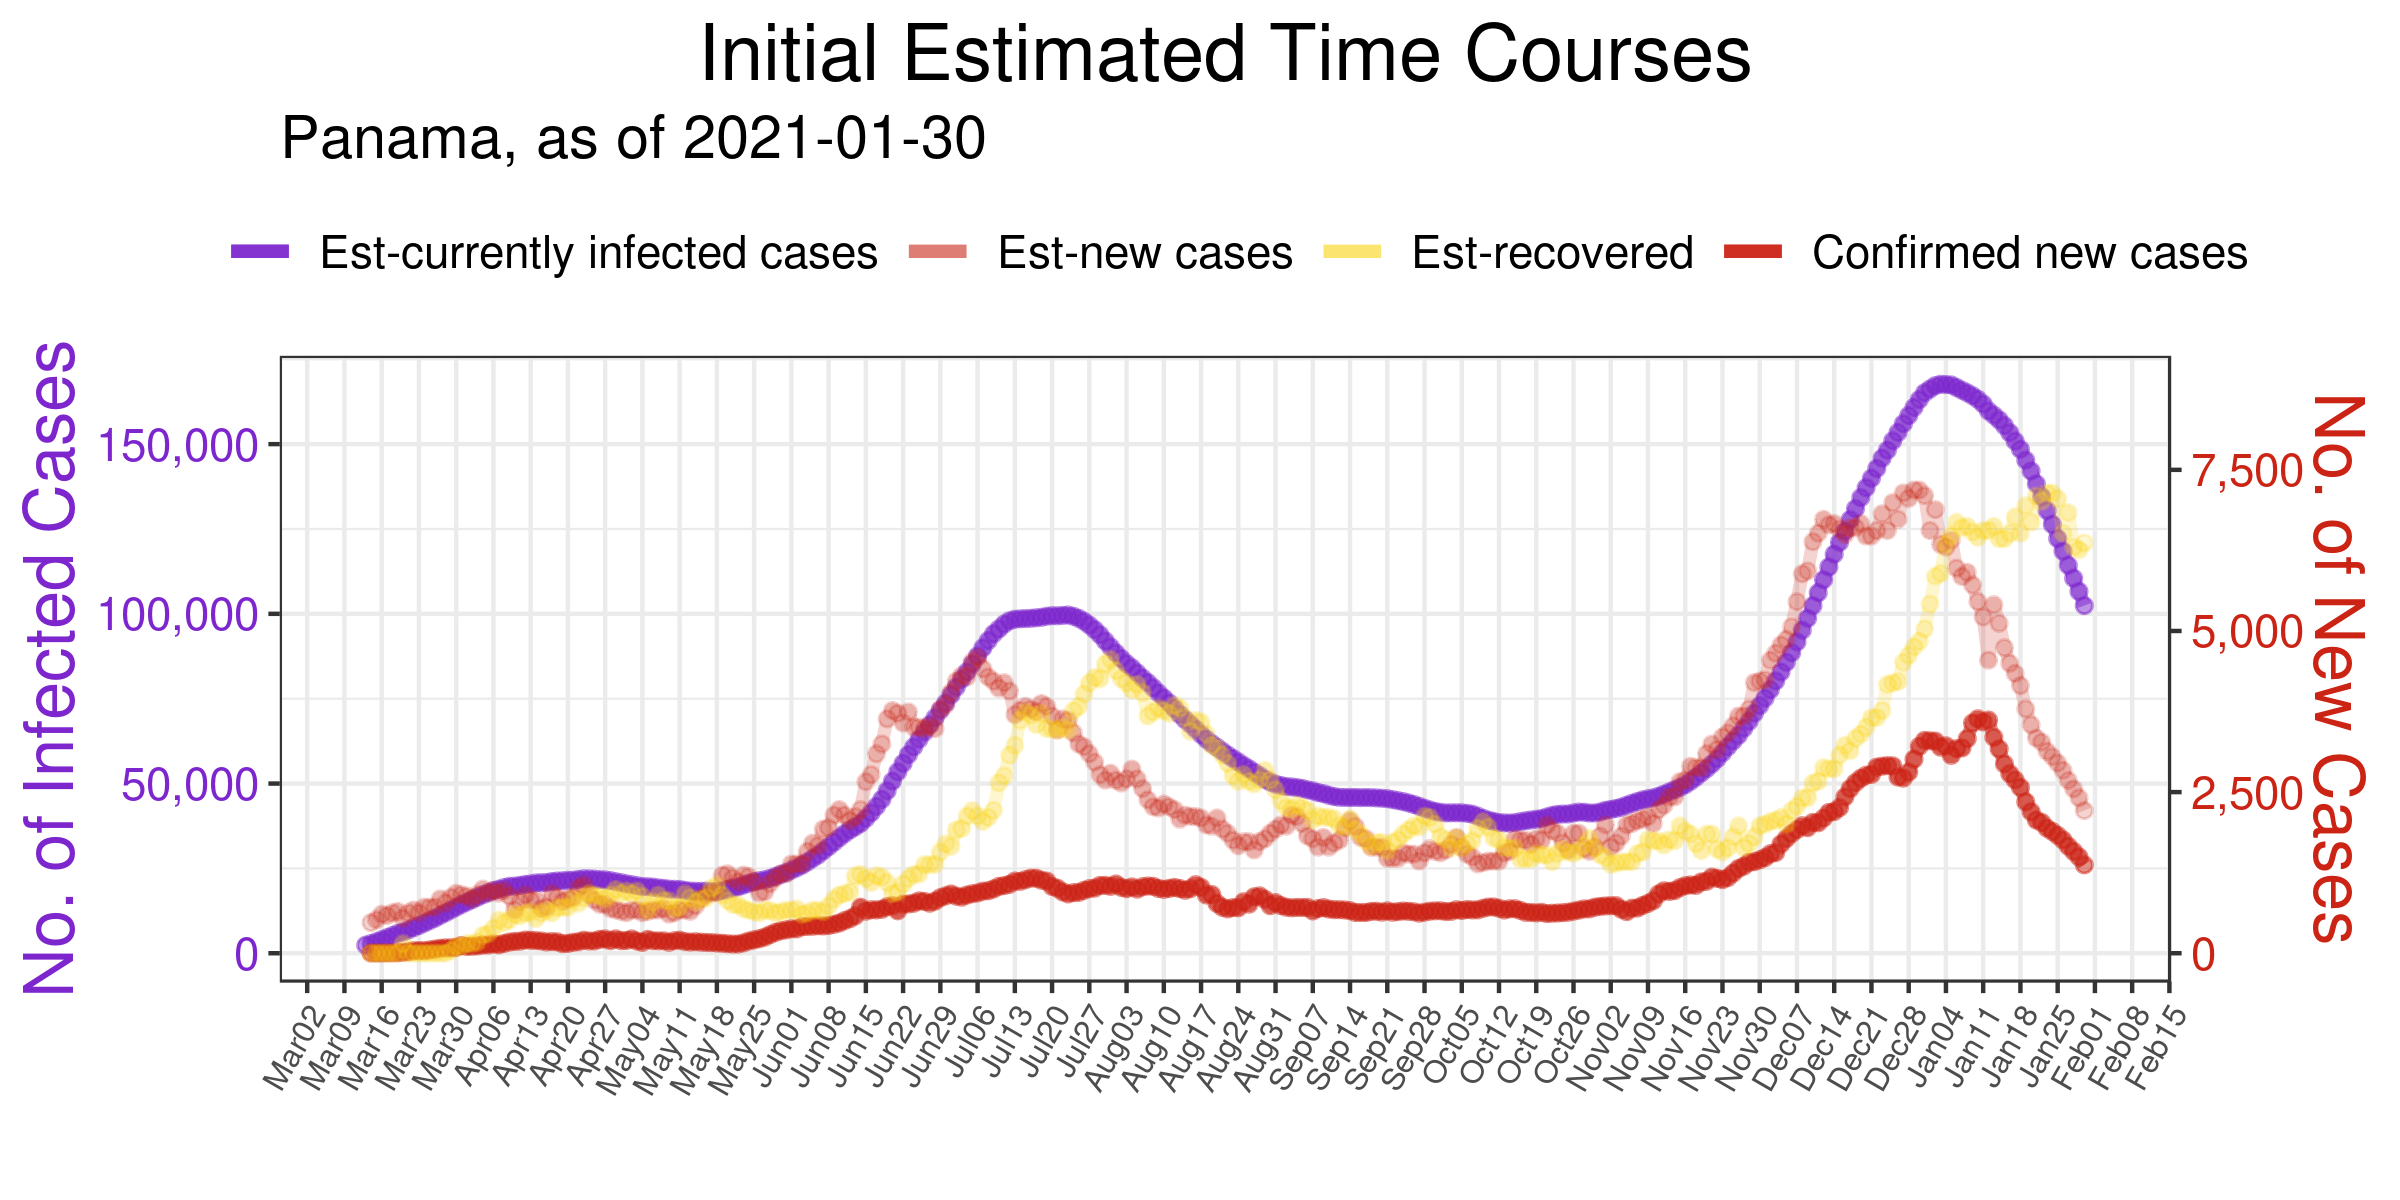 Initial Estimated Time Courses
Panama, as of 2021-01-30
Est-currently infected cases Est-new cases Est-recovered Confirmed new cases
No. of Infected Cases
150,000
100,000
50,000
0
7,500
5,000
2,500
0
No. of New Cases
Mar02 Mar09 Mar16 Mar23 Mar30 Apr06 Apr13 Apr20 Apr27 May04 May11 May18 May25 Jun01 Jun08 Jun15 Jun22 Jun29 Jul06 Jul13 Jul20 Jul27 Aug03 Aug10 Aug17 Aug24 Aug31 Sep07 Sep14 Sep21 Sep28 Oct05 Oct12 Oct19 Oct26 Nov02 Nov09 Nov16 Nov23 Nov30 Dec07 Dec14 Dec21 Dec28 Jan04 Jan11 Jan18 Jan25 Feb01 Feb08 Feb15